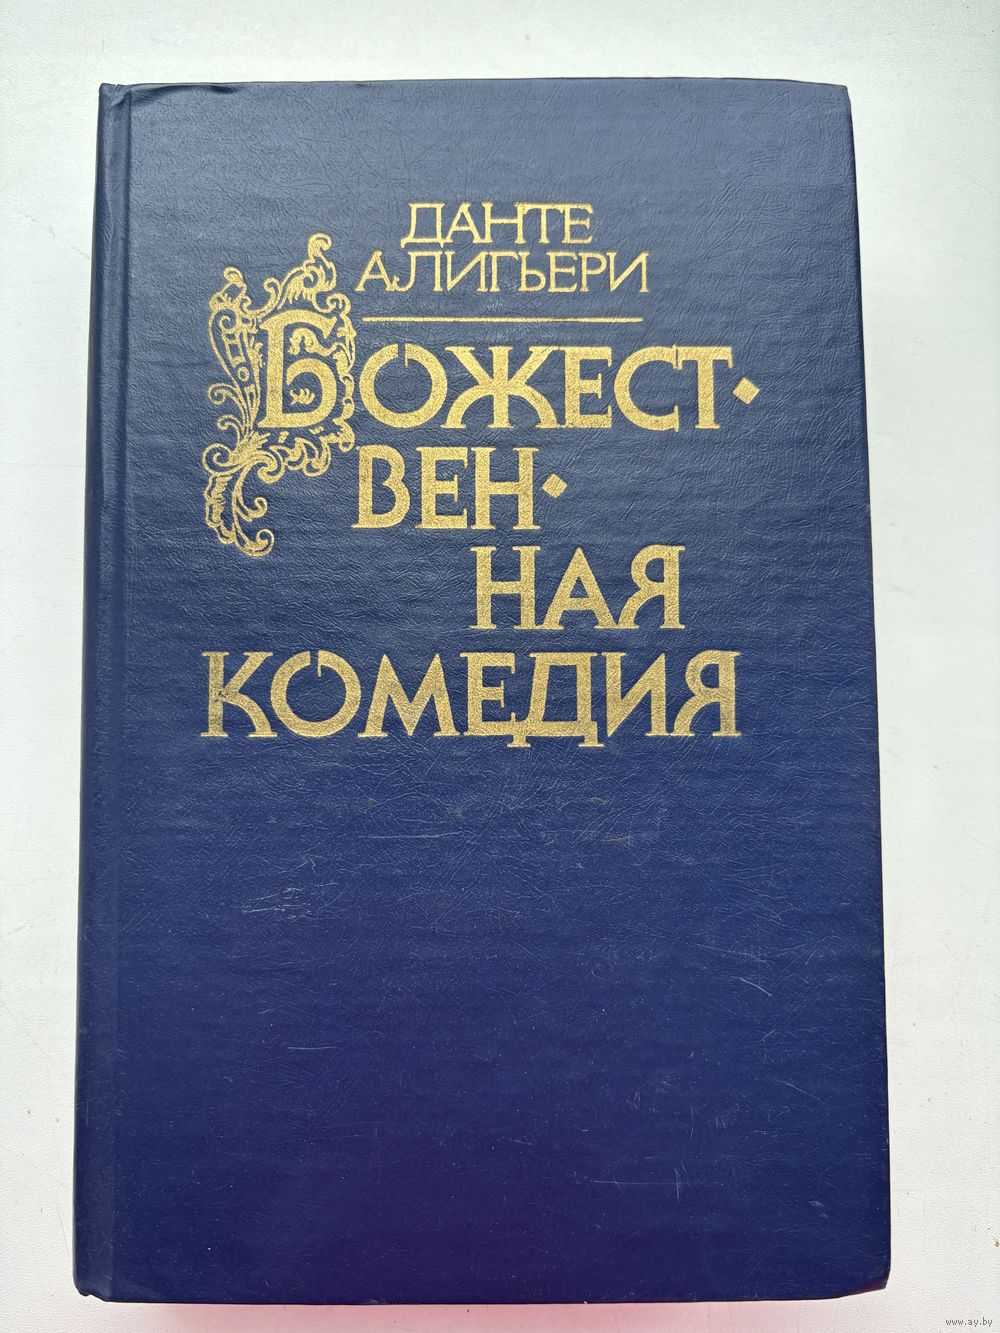 ДАНТЕ
АЛИГЬЕРИ
БОЖЕСТ·
ВЕН·
НАЯ
КОМЕДИЯ
www.ay.by